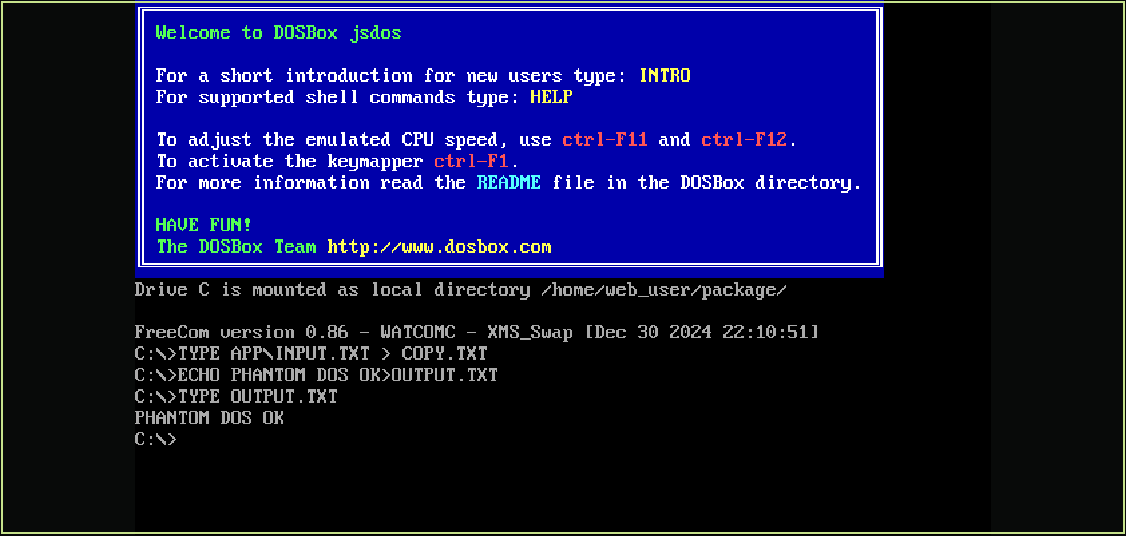 Welcome to DOSBox jsdos
For a short introduction for new users type: INTRO
For supported shell commands type: HELP
To adjust the emulated CPU speed, use ctrl-F11 and ctrl-F12.
To activate the keymapper ctrl-F1.
For more information read the README file in the DOSBox directory.
HAVE FUN!
The DOSBox Team http://www.dosbox.com
Drive C is mounted as local directory /home/web_user/package/
FreeCom version 0.86 - WATCOMC - XMS_Swap [Dec 30 2024 22:10:51]
C:\>TYPE APP\INPUT.TXT > COPY.TXT
C:\>ECHO PHANTOM DOS OK>OUTPUT.TXT
C:\>TYPE OUTPUT.TXT
PHANTOM DOS OK
C:\>